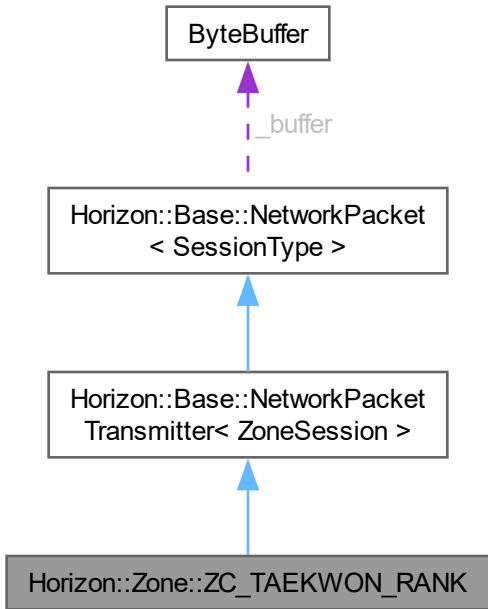 ByteBuffer
_buffer
Horizon::Base::NetworkPacket
< SessionType >
Horizon::Base::NetworkPacket
Transmitter< ZoneSession >
Horizon::Zone::ZC_TAEKWON_RANK